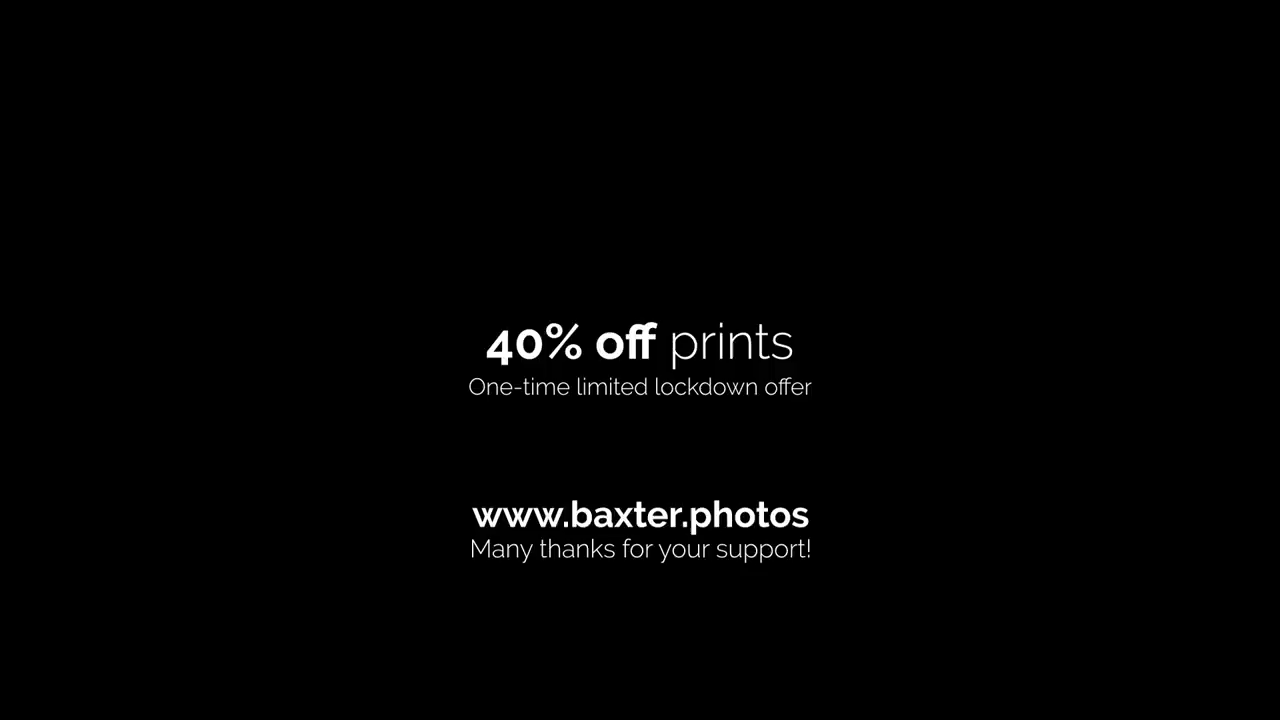 40% off prints
One-time limited lockdown offer
www.baxter.photos
Many thanks for your support!